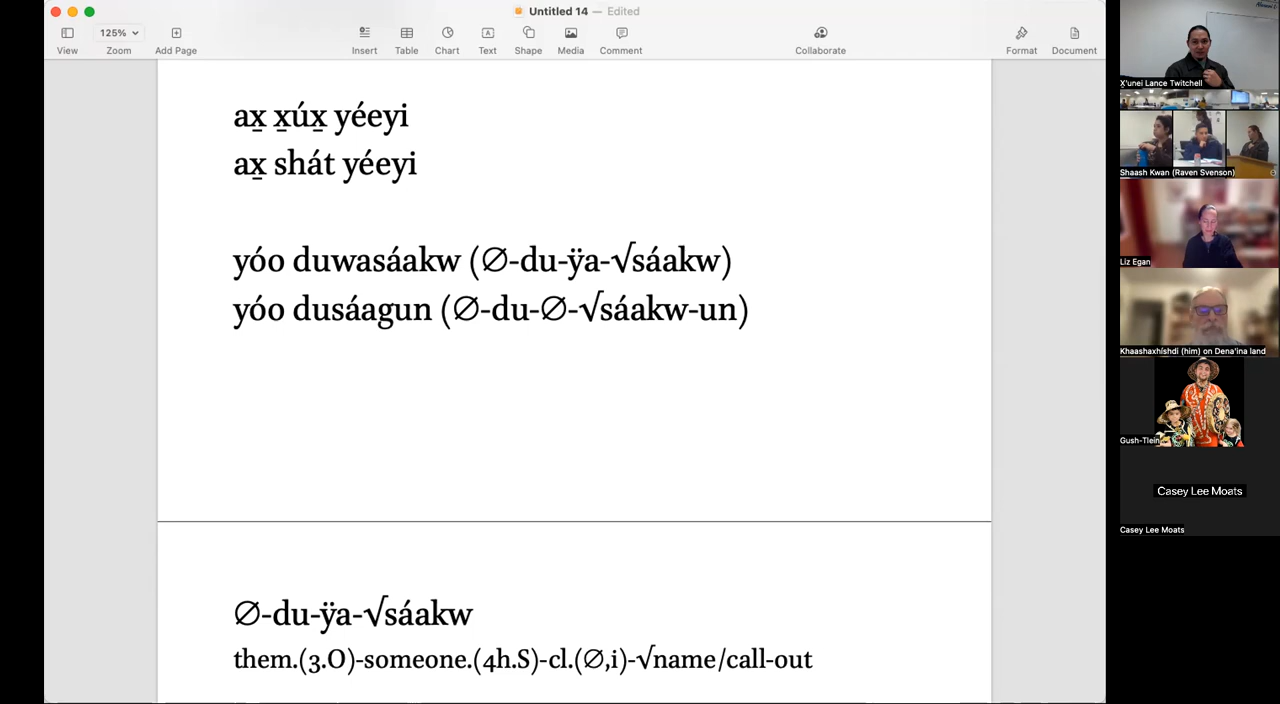 Untitled 14 — Edited
125%
View
Zoom
Add Page
Insert
Table
Chart
Text
Shape
Media
Comment
Collaborate
Format
Document
ax̱ x̱úx̱ yéeyi
ax̱ shát yéeyi
yóo duwasáakw (∅-du-ÿa-√sáakw)
yóo dusáagun (∅-du-∅-√sáakw-un)
∅-du-ÿa-√sáakw
them.(3.O)-someone.(4h.S)-cl.(∅,i)-√name/call-out
X̱'unei Lance Twitchell
Shaash Kwan (Raven Svenson)
Liz Egan
Khaashaxhíshdi (him) on Dena'ina land
Gush-Tlein
Casey Lee Moats
Casey Lee Moats